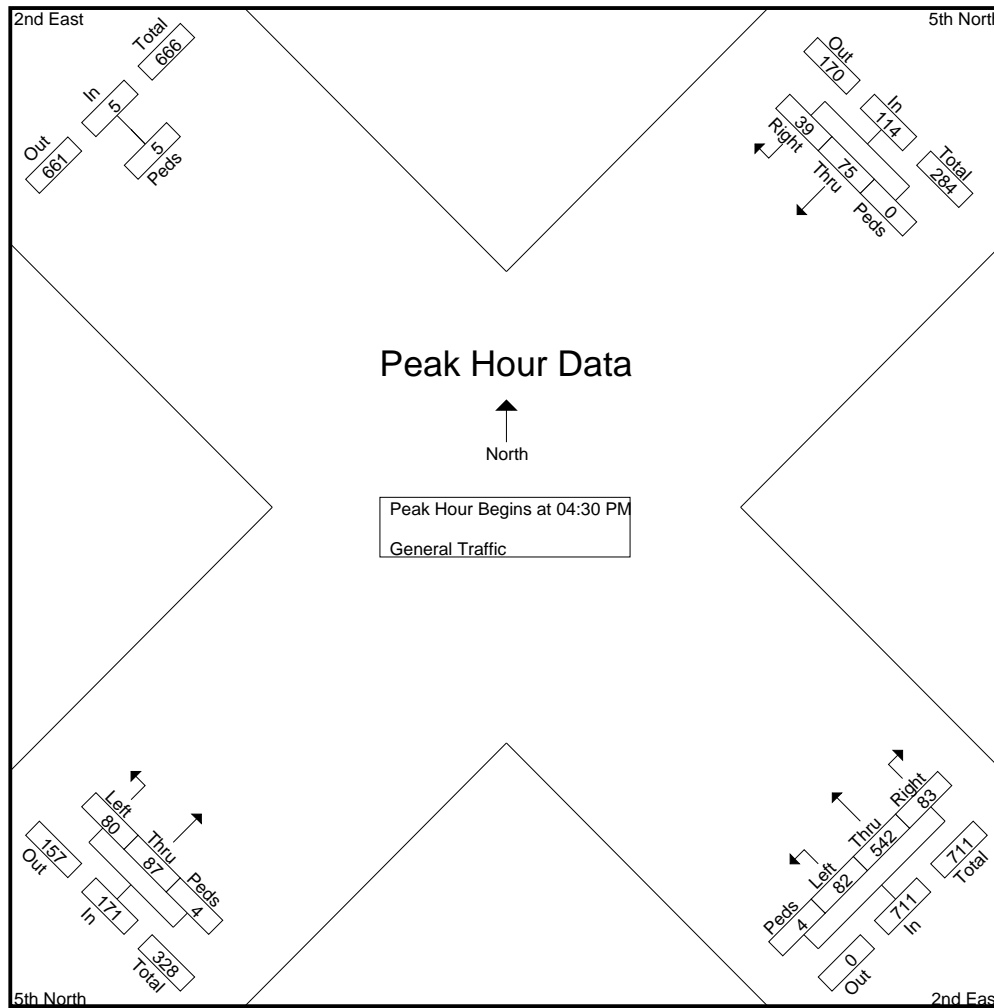 2nd East
Out
In
Total
661
5
666
5
Peds
5th North
Out
In
Total
170
114
284
39
75
0
Right
Thru
Peds
Peak Hour Data
North
Peak Hour Begins at 04:30 PM
General Traffic
Left
Thru
Peds
80
87
4
157
171
328
Out
In
Total
5th North
Right
Thru
Left
Peds
83
542
82
4
711
711
0
Total
In
Out
2nd East